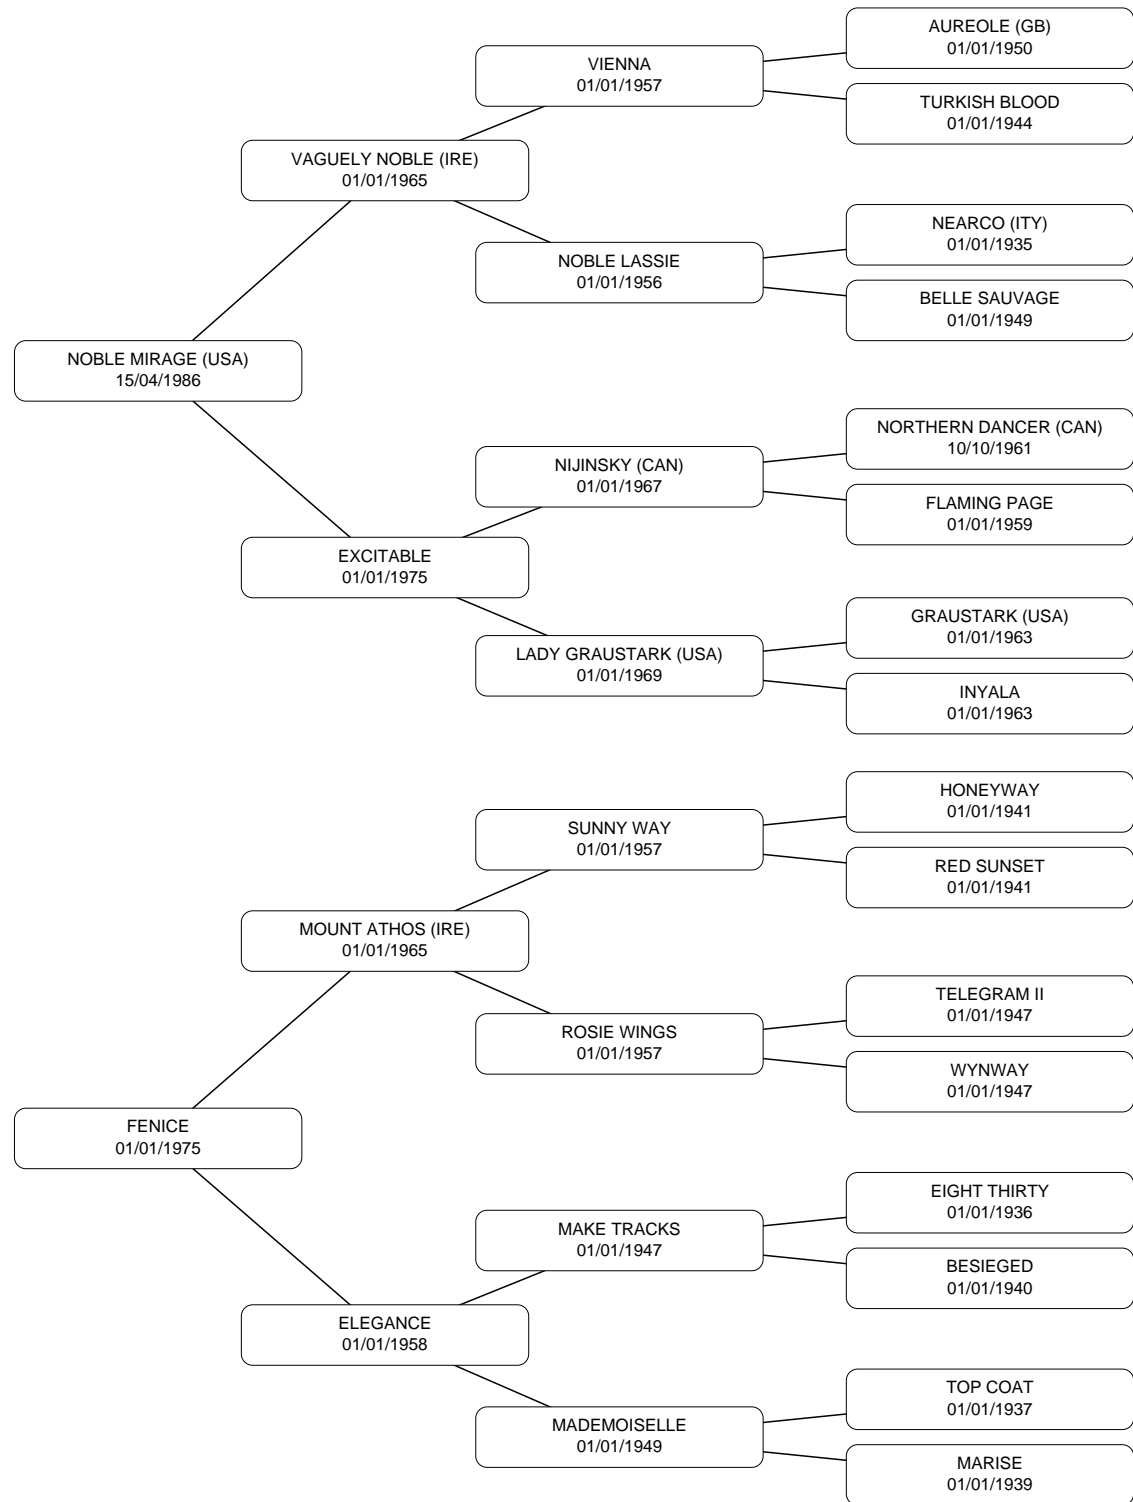 AUREOLE (GB)
01/01/1950
VIENNA
01/01/1957
TURKISH BLOOD
01/01/1944
VAGUELY NOBLE (IRE)
01/01/1965
NEARCO (ITY)
01/01/1935
NOBLE LASSIE
01/01/1956
BELLE SAUVAGE
01/01/1949
NOBLE MIRAGE (USA)
15/04/1986
NORTHERN DANCER (CAN)
10/10/1961
NIJINSKY (CAN)
01/01/1967
FLAMING PAGE
01/01/1959
EXCITABLE
01/01/1975
GRAUSTARK (USA)
01/01/1963
LADY GRAUSTARK (USA)
01/01/1969
INYALA
01/01/1963
HONEYWAY
01/01/1941
SUNNY WAY
01/01/1957
RED SUNSET
01/01/1941
MOUNT ATHOS (IRE)
01/01/1965
TELEGRAM II
01/01/1947
ROSIE WINGS
01/01/1957
WYNWAY
01/01/1947
FENICE
01/01/1975
EIGHT THIRTY
01/01/1936
MAKE TRACKS
01/01/1947
BESIEGED
01/01/1940
ELEGANCE
01/01/1958
TOP COAT
01/01/1937
MADEMOISELLE
01/01/1949
MARISE
01/01/1939